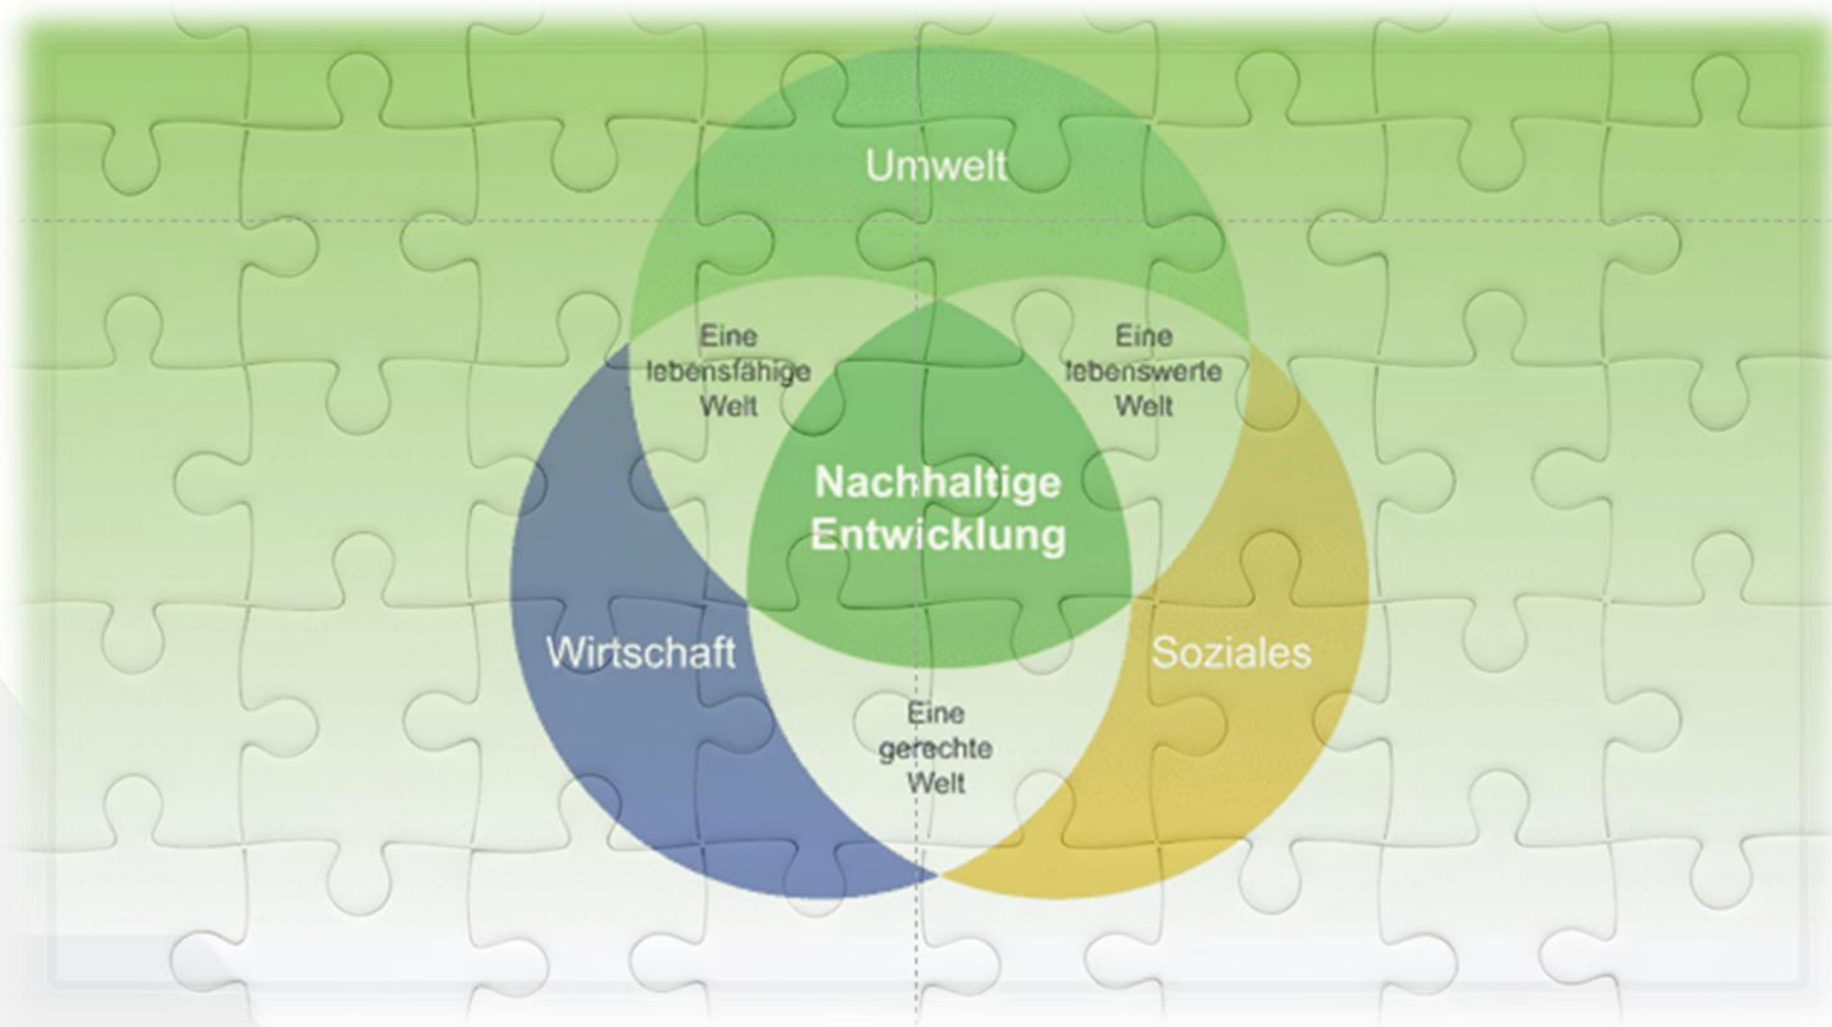 Umwelt
Eine
lebensfähige
Welt
Eine
lebenswerte
Welt
Nachhaltige
Entwicklung
Wirtschaft
Soziales
Eine
gerechte
Welt